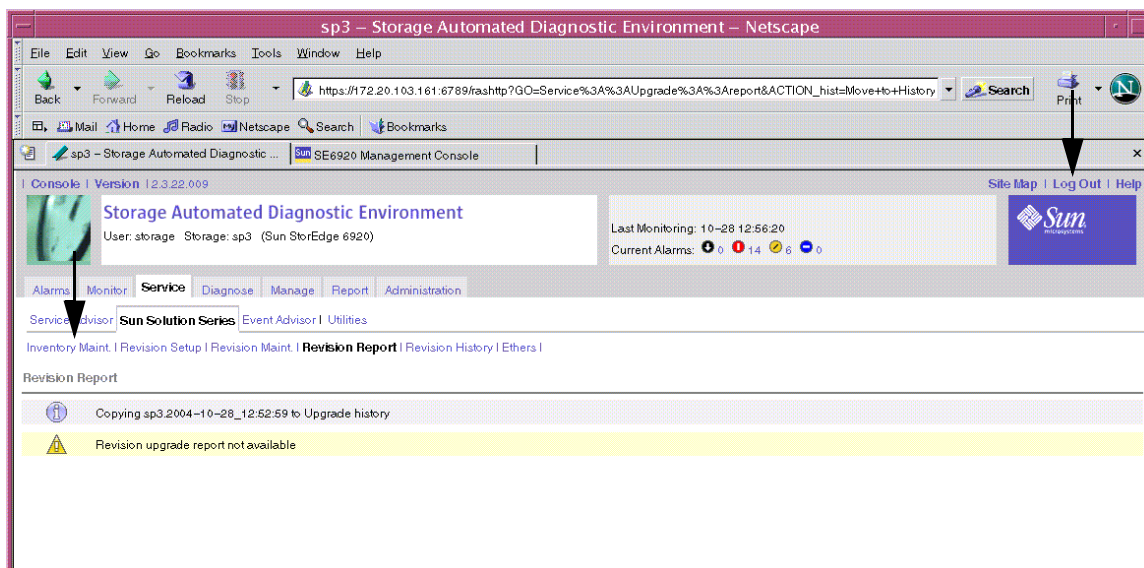 sp3 – Storage Automated Diagnostic Environment – Netscape
File Edit View Go Bookmarks Tools Window Help
Back Forward Reload Stop https://172.20.103.161:6789/rashttp?GO=Service%3A%3AUpgrade%3A%3Areport&ACTION_hist=Move+to+History Search Print N
Mail Home Radio Netscape Search Bookmarks
sp3 – Storage Automated Diagnostic ... Sun SE6920 Management Console x
| Console | Version | 2.3.22.009 Site Map | Log Out | Help
Storage Automated Diagnostic Environment
User: storage Storage: sp3 (Sun StorEdge 6920)
Last Monitoring: 10–28 12:56:20
Current Alarms: 0 14 6 0
Sun
microsystems
Alarms Monitor Service Diagnose Manage Report Administration
Service Advisor Sun Solution Series Event Advisor | Utilities
Inventory Maint. | Revision Setup | Revision Maint. | Revision Report | Revision History | Ethers |
Revision Report
Copying sp3.2004–10–28_12:52:59 to Upgrade history
Revision upgrade report not available